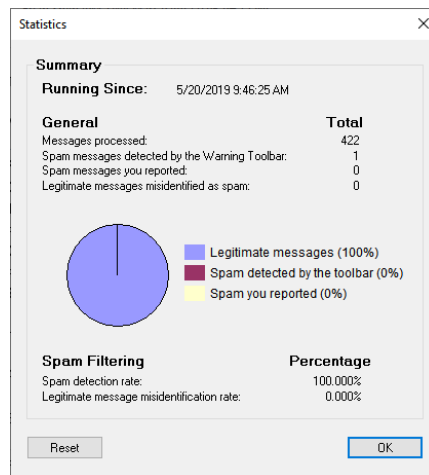 Statistics
Summary
Running Since: 5/20/2019 9:46:25 AM
General Total
Messages processed: 422
Spam messages detected by the Warning Toolbar: 1
Spam messages you reported: 0
Legitimate messages misidentified as spam: 0
Legitimate messages (100%)
Spam detected by the toolbar (0%)
Spam you reported (0%)
Spam Filtering Percentage
Spam detection rate: 100.000%
Legitimate message misidentification rate: 0.000%
Reset OK